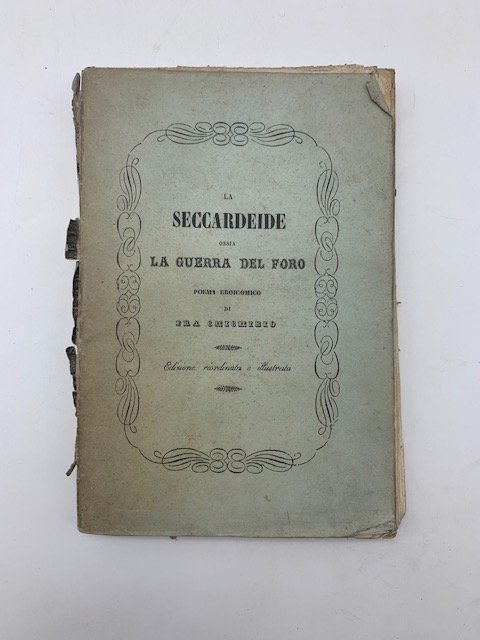 LA
SECCARDEIDE
OSSIA
LA GUERRA DEL FORO
POEMA EROICOMICO
DI
FRA CHICHIBIO
Edizione riordinata e illustrata